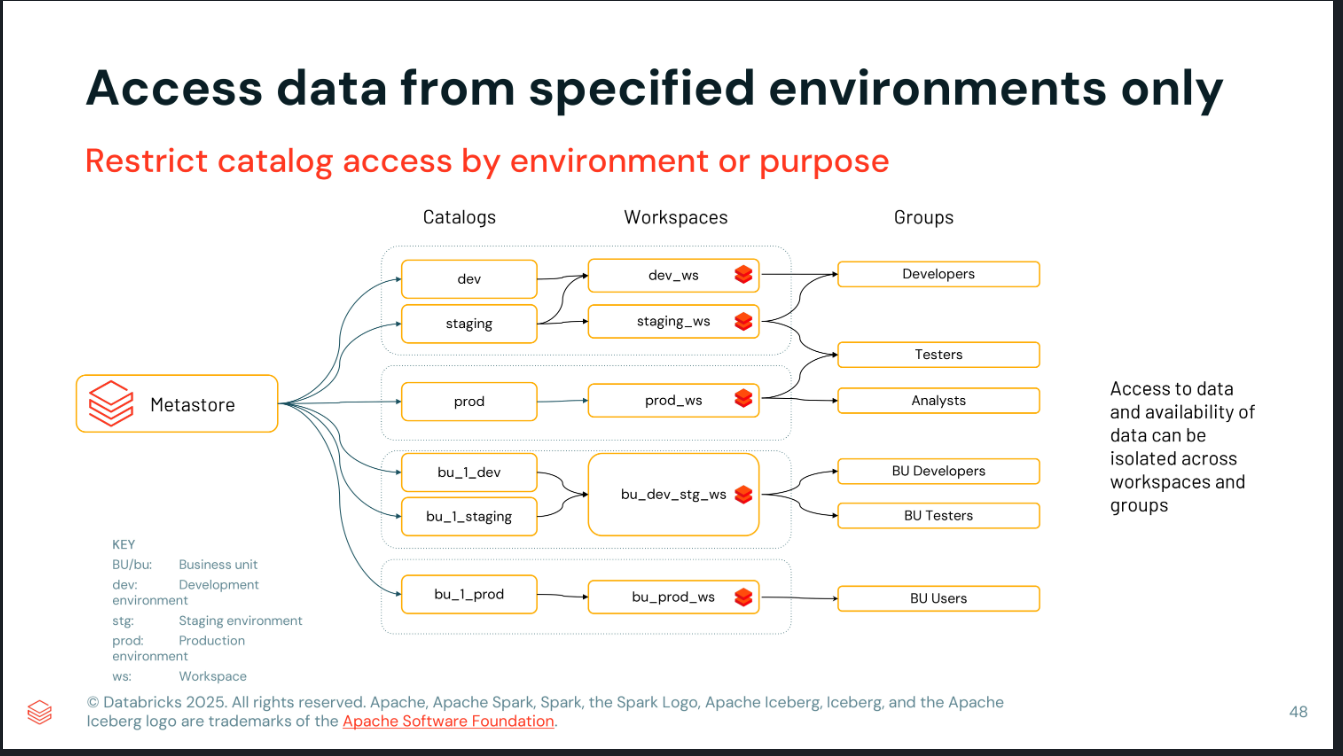 Access data from specified environments only
Restrict catalog access by environment or purpose
Catalogs
Workspaces
Groups
dev
dev_ws
Developers
staging
staging_ws
Testers
Metastore
prod
prod_ws
Analysts
Access to data
and availability of
data can be
isolated across
workspaces and
groups
bu_1_dev
bu_dev_stg_ws
BU Developers
bu_1_staging
BU Testers
bu_1_prod
bu_prod_ws
BU Users
KEY
BU/bu: Business unit
dev: Development
environment
stg: Staging environment
prod: Production
environment
ws: Workspace
© Databricks 2025. All rights reserved. Apache, Apache Spark, Spark, the Spark Logo, Apache Iceberg, Iceberg, and the Apache
Iceberg logo are trademarks of the Apache Software Foundation.
48